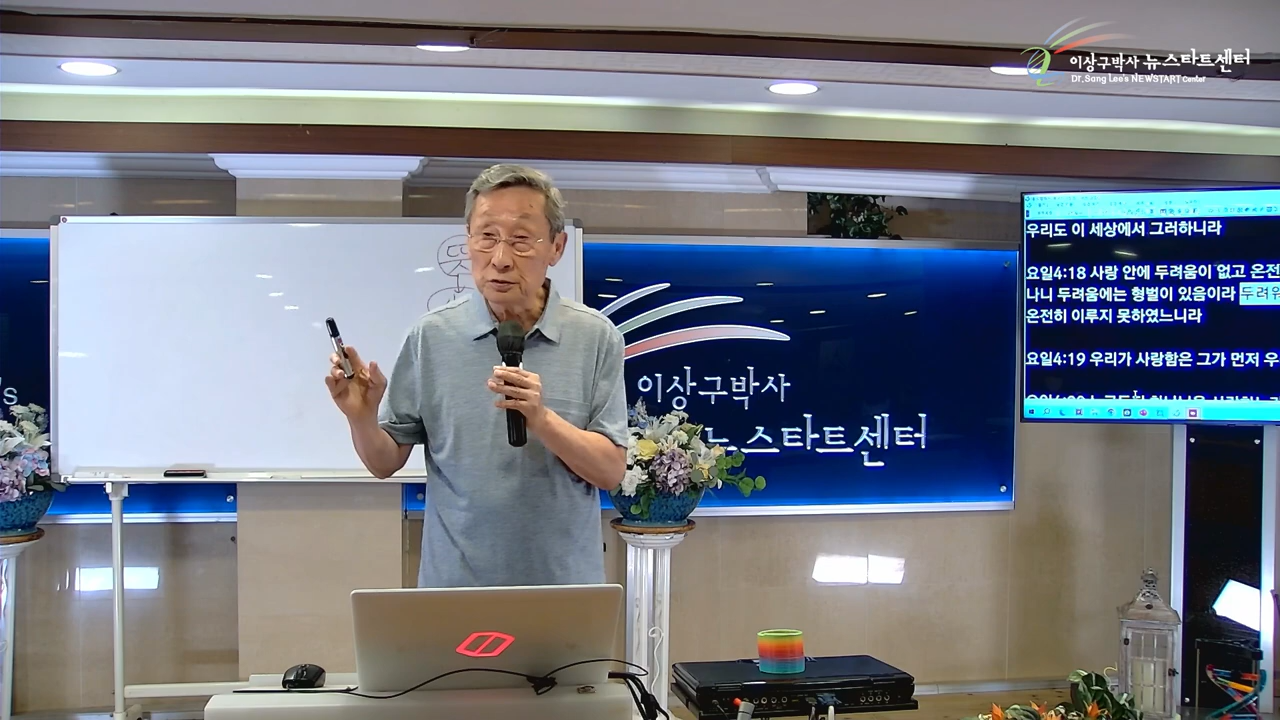 이상구박사 뉴스타트센터
Dr.Sang Lee's NEWSTART Center
뜻
우리도 이 세상에서 그러하니라
요일4:18 사랑 안에 두려움이 없고 온전
나니 두려움에는 형벌이 있음이라 두려워
온전히 이루지 못하였느니라
요일4:19 우리가 사랑함은 그가 먼저 우
's
이상구박사
뉴스타트센터